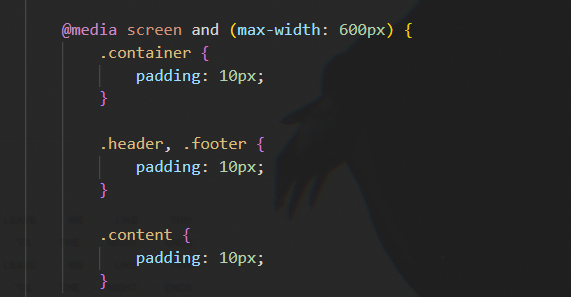 @media screen and (max-width: 600px) {
.container {
padding: 10px;
}
.header, .footer {
padding: 10px;
}
.content {
padding: 10px;
}